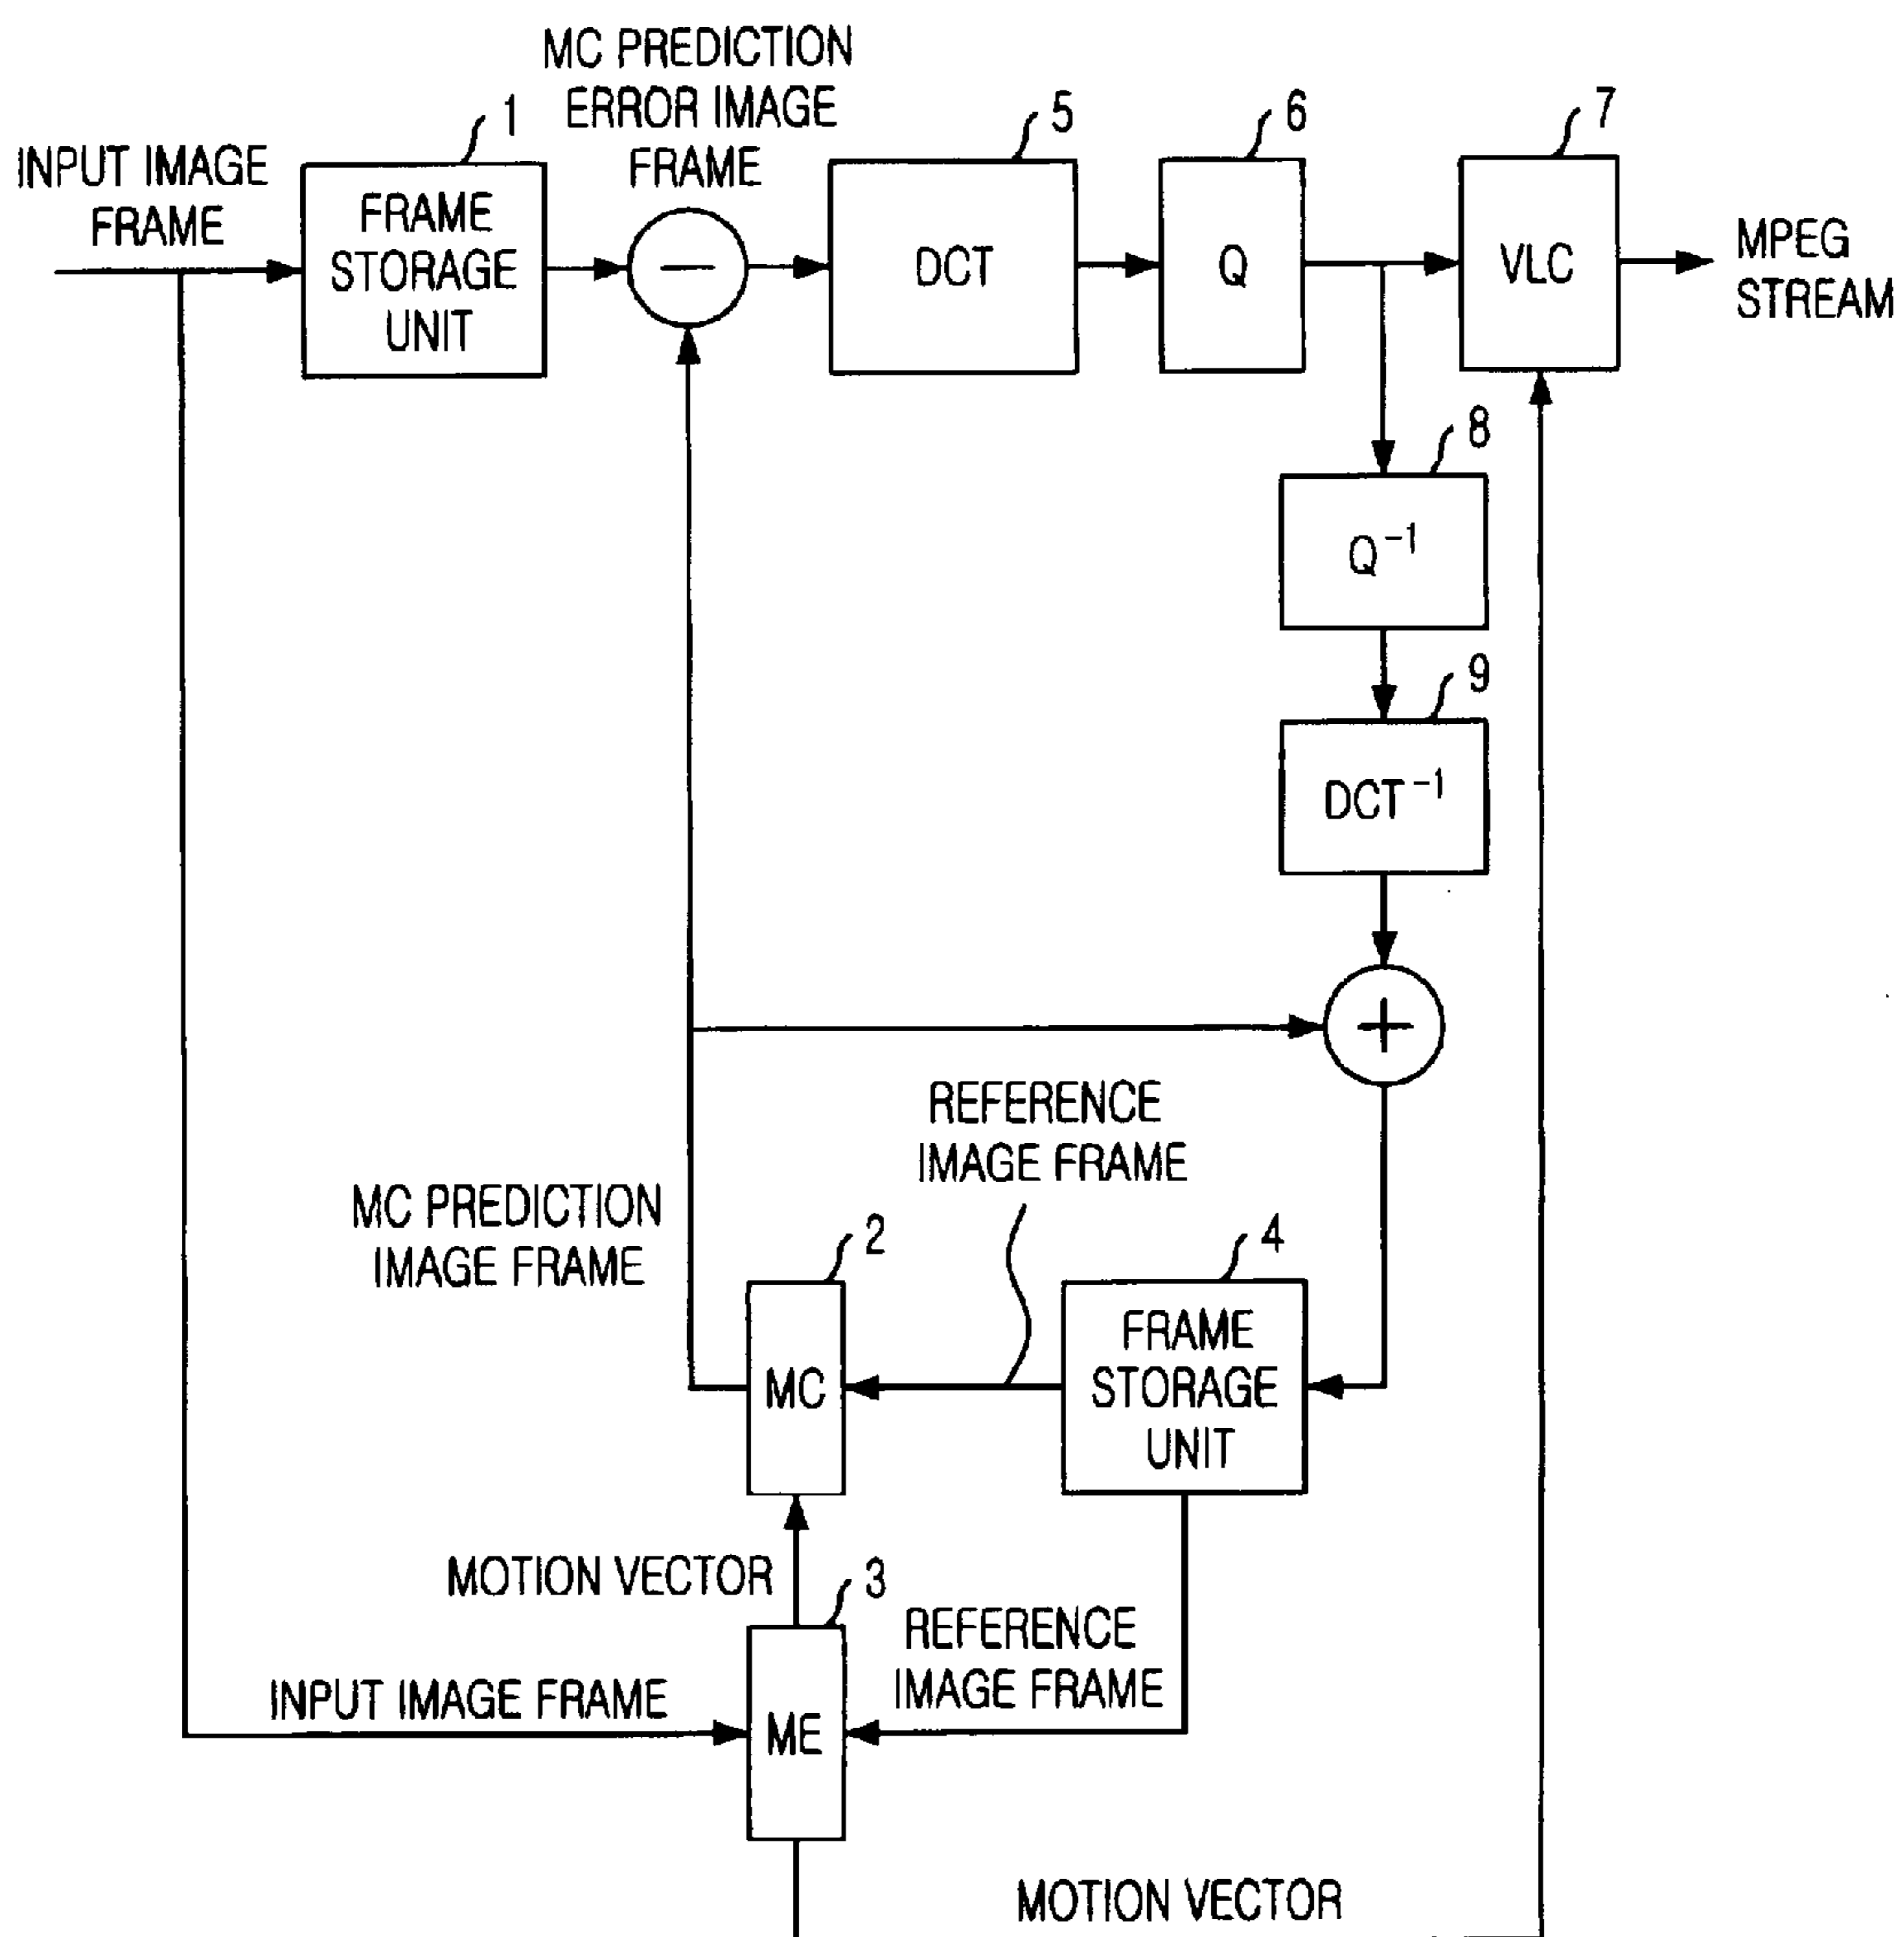 MC PREDICTION
ERROR IMAGE
FRAME
INPUT IMAGE
FRAME
1
5
6
7
FRAME
STORAGE
UNIT
DCT
Q
VLC
MPEG
STREAM
8
Q⁻¹
9
DCT⁻¹
REFERENCE
IMAGE FRAME
MC PREDICTION
IMAGE FRAME
2
4
MC
FRAME
STORAGE
UNIT
MOTION VECTOR
3
REFERENCE
IMAGE FRAME
INPUT IMAGE FRAME
ME
MOTION VECTOR